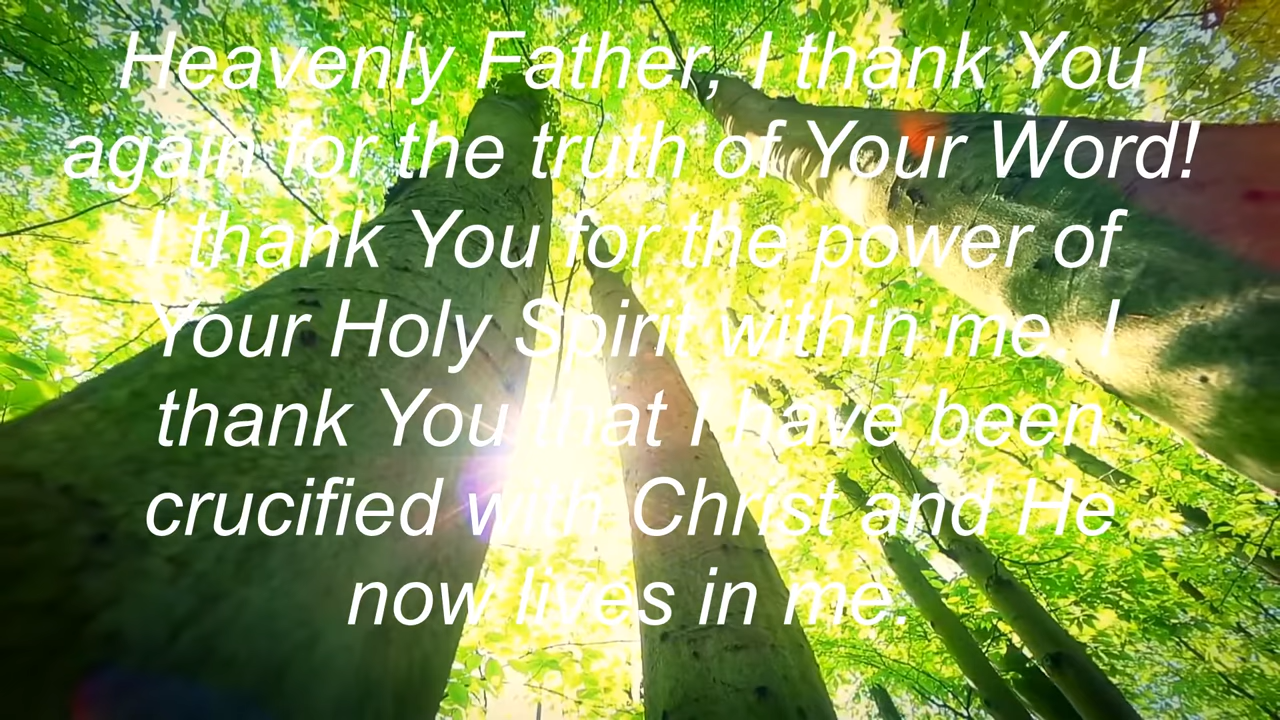 Heavenly Father, I thank You
again for the truth of Your Word!
I thank You for the power of
Your Holy Spirit within me. I
thank You that I have been
crucified with Christ and He
now lives in me.